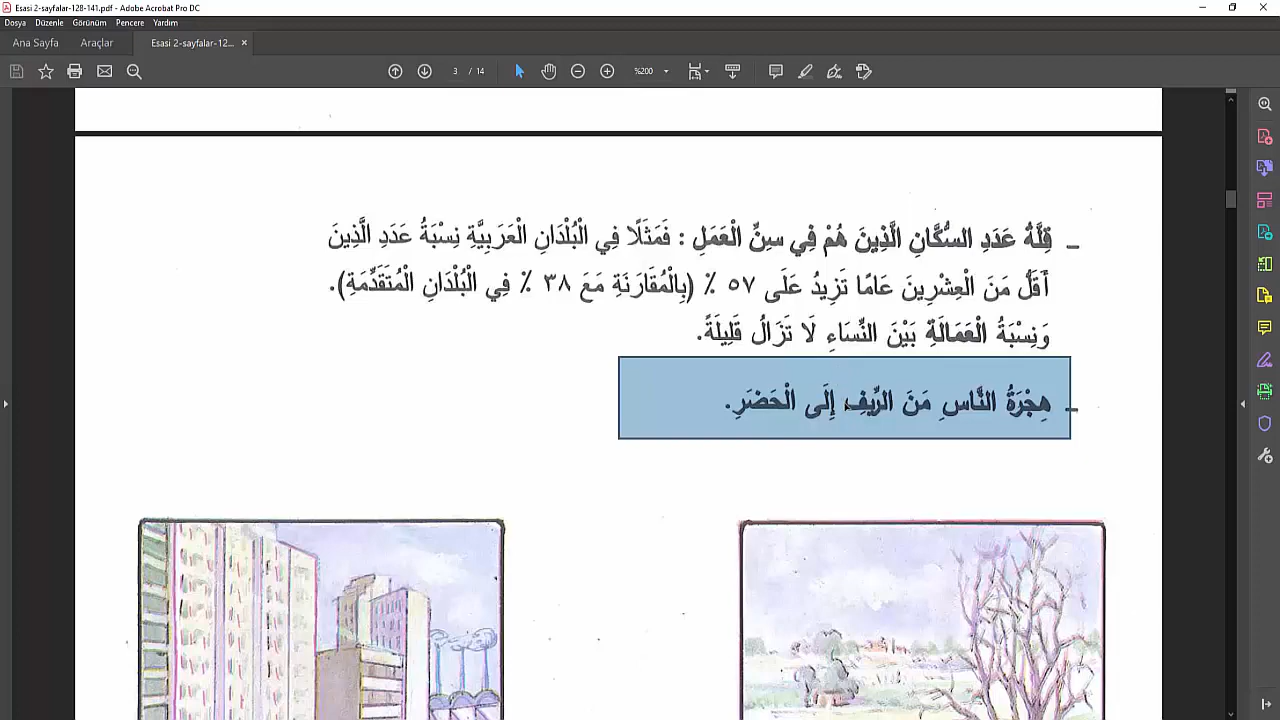 Esasi 2-sayfalar-128-141.pdf - Adobe Acrobat Pro DC
Dosya Düzenle Görünüm Pencere Yardım
Ana Sayfa Araçlar Esasi 2-sayfalar-12... ×
3 / 14 %200
_ قِلَّةُ عَدَدِ السُّكَّانِ الَّذِينَ هُمْ فِي سِنِّ الْعَمَلِ : فَمَثَلًا فِي الْبُلْدَانِ الْعَرَبِيَّةِ نِسْبَةُ عَدَدِ الَّذِينَ
أَقَلُّ مَنَ الْعِشْرِينَ عَامًا تَزِيدُ عَلَى ٥٧ ٪ (بِالْمُقَارَنَةِ مَعَ ٣٨ ٪ فِي الْبُلْدَانِ الْمُتَقَدِّمَةِ).
وَنِسْبَةُ الْعَمَالَةِ بَيْنَ النِّسَاءِ لَا تَزَالُ قَلِيلَةً.
_ هِجْرَةُ النَّاسِ مَنَ الرِّيفِ إِلَى الْحَضَرِ.